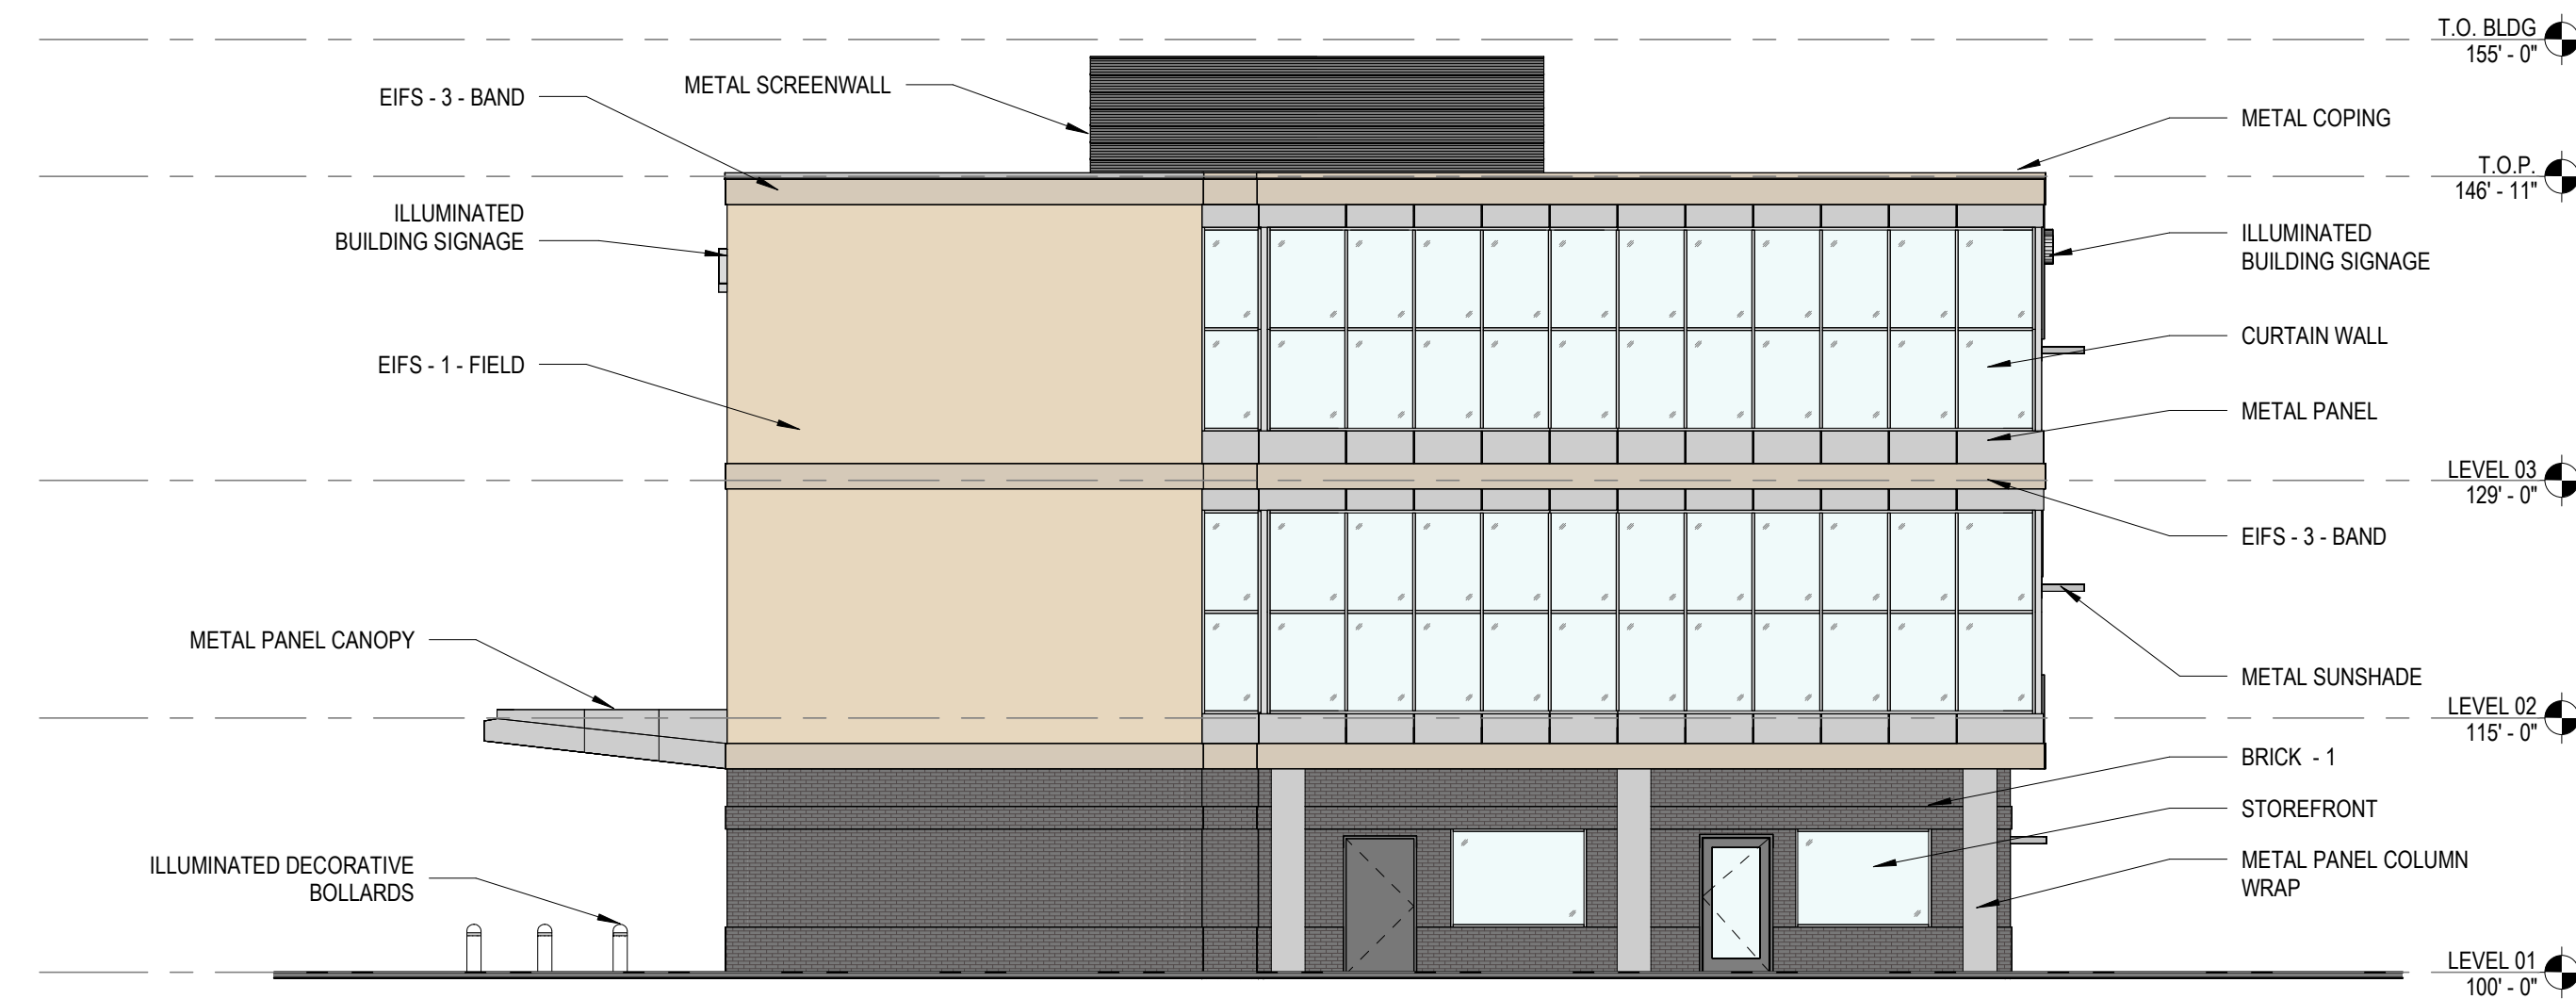 T.O. BLDG
155' - 0"
METAL SCREENWALL
EIFS - 3 - BAND
METAL COPING
T.O.P.
146' - 11"
ILLUMINATED
BUILDING SIGNAGE
ILLUMINATED
BUILDING SIGNAGE
CURTAIN WALL
EIFS - 1 - FIELD
METAL PANEL
LEVEL 03
129' - 0"
EIFS - 3 - BAND
METAL PANEL CANOPY
METAL SUNSHADE
LEVEL 02
115' - 0"
BRICK - 1
STOREFRONT
ILLUMINATED DECORATIVE
BOLLARDS
METAL PANEL COLUMN
WRAP
LEVEL 01
100' - 0"